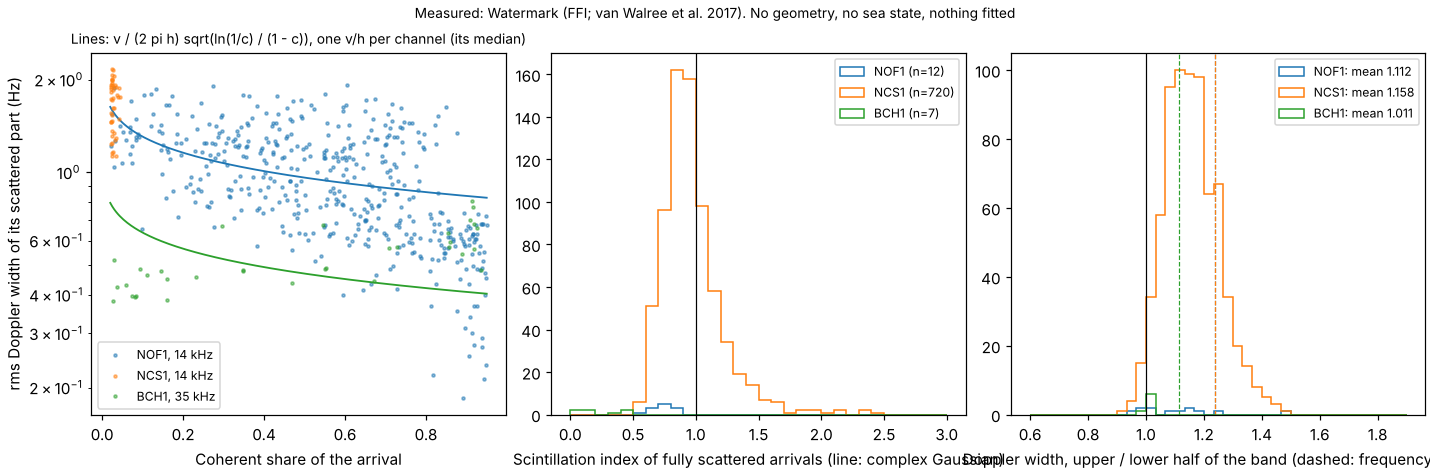 Measured: Watermark (FFI; van Walree et al. 2017). No geometry, no sea state, nothing fitted
Lines: v / (2 pi h) sqrt(ln(1/c) / (1 - c)), one v/h per channel (its median)
rms Doppler width of its scattered part (Hz)
2 × 10⁰
10⁰
6 × 10⁻¹
4 × 10⁻¹
3 × 10⁻¹
2 × 10⁻¹
NOF1, 14 kHz
NCS1, 14 kHz
BCH1, 35 kHz
0.0 0.2 0.4 0.6 0.8
Coherent share of the arrival
160
140
120
100
80
60
40
20
0
NOF1 (n=12)
NCS1 (n=720)
BCH1 (n=7)
0.0 0.5 1.0 1.5 2.0 2.5 3.0
Scintillation index of fully scattered arrivals (line: complex Gaussian)
100
80
60
40
20
0
NOF1: mean 1.112
NCS1: mean 1.158
BCH1: mean 1.011
0.6 0.8 1.0 1.2 1.4 1.6 1.8
Doppler width, upper / lower half of the band (dashed: frequency